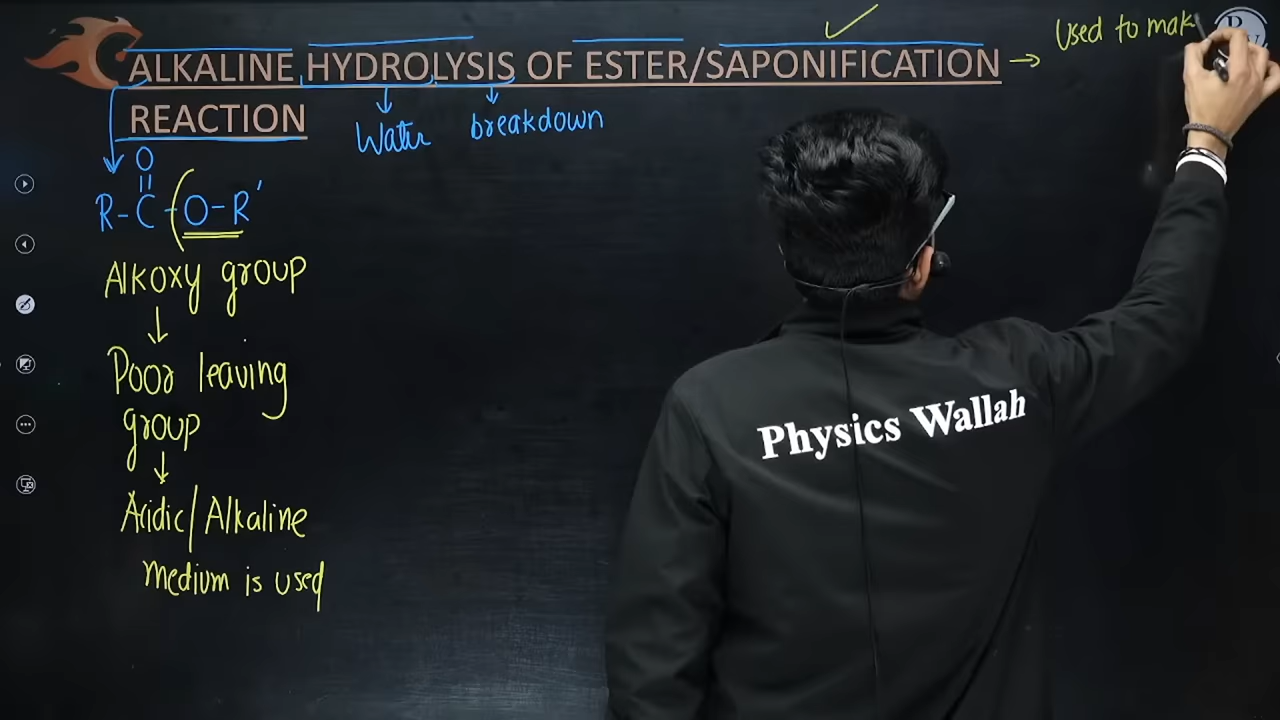 ALKALINE HYDROLYSIS OF ESTER/SAPONIFICATION → Used to mak
REACTION
Water
breakdown
O
R-C-O-R'
Alkoxy group
↓
Poor leaving
group
↓
Acidic/Alkaline
medium is used
Physics Wallah